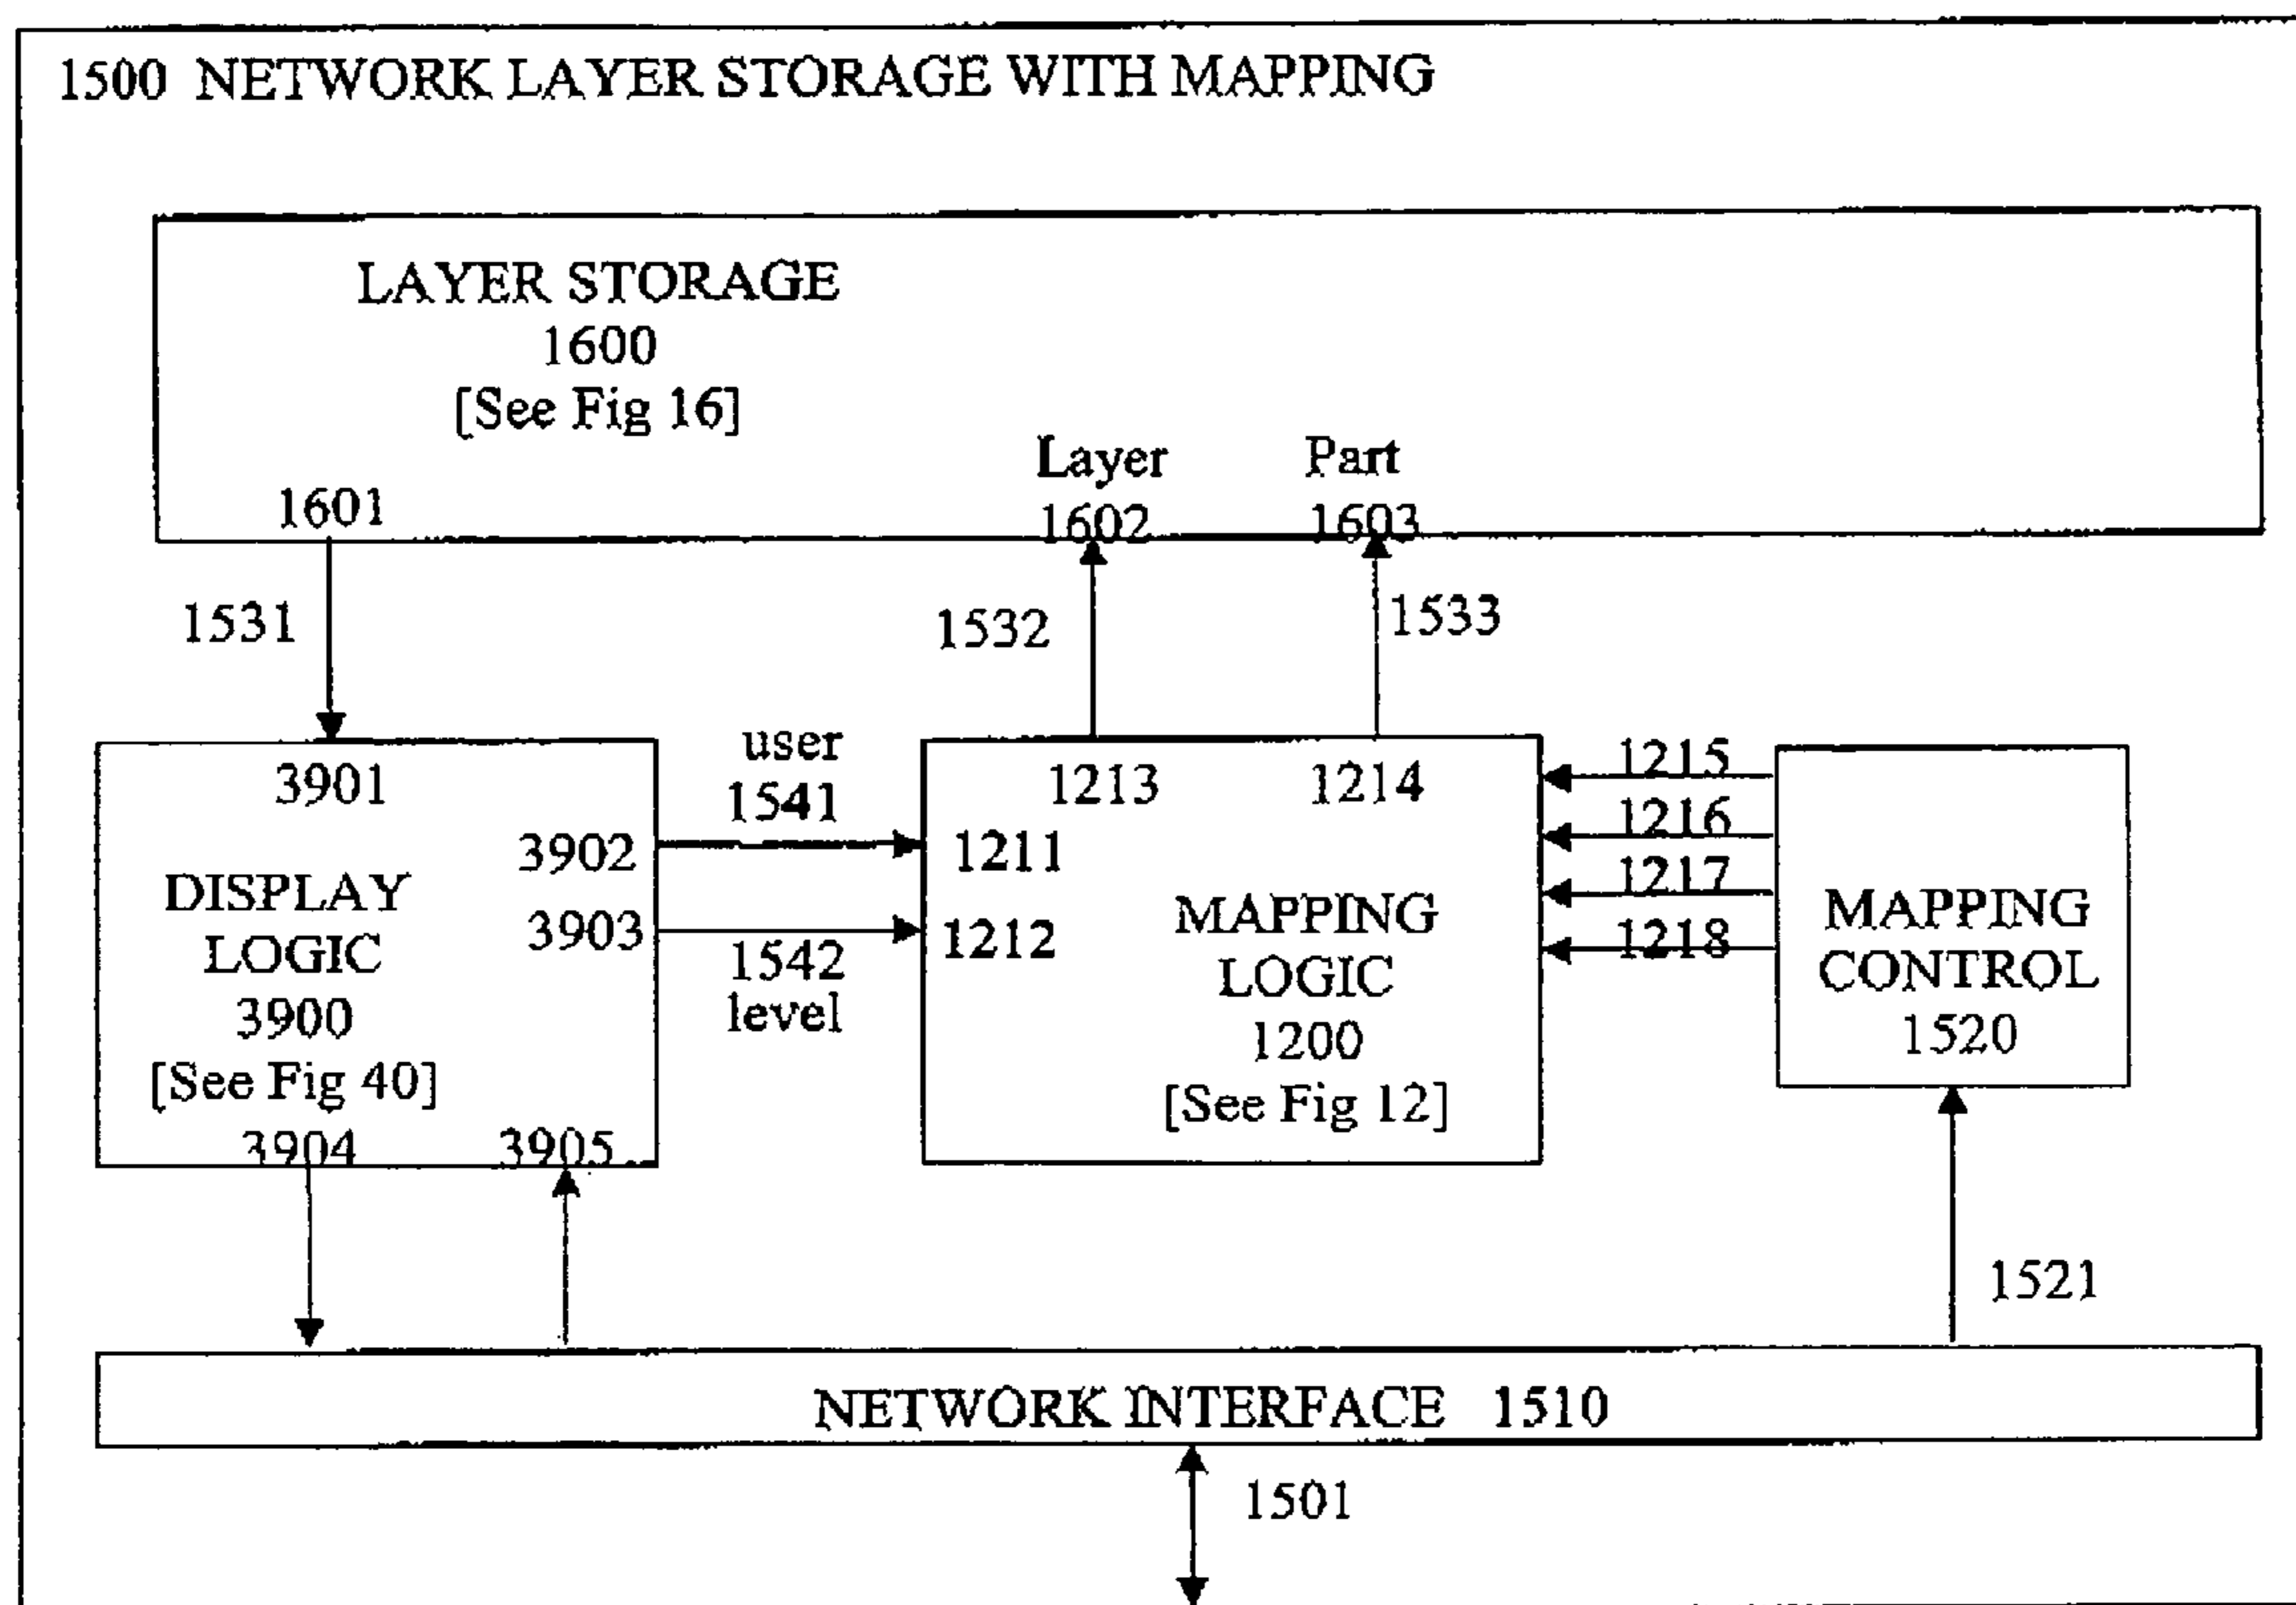 1500 NETWORK LAYER STORAGE WITH MAPPING
LAYER STORAGE
1600
[See Fig 16]
Layer
Part
1601
1602
1603
1531
1532
1533
3901
user
1541
1213
1214
1215
1216
1217
1218
3902
1211
DISPLAY
LOGIC
3900
[See Fig 40]
3903
1542
level
1212
MAPPING
LOGIC
1200
[See Fig 12]
MAPPING
CONTROL
1520
3904
3905
1521
NETWORK INTERFACE 1510
1501